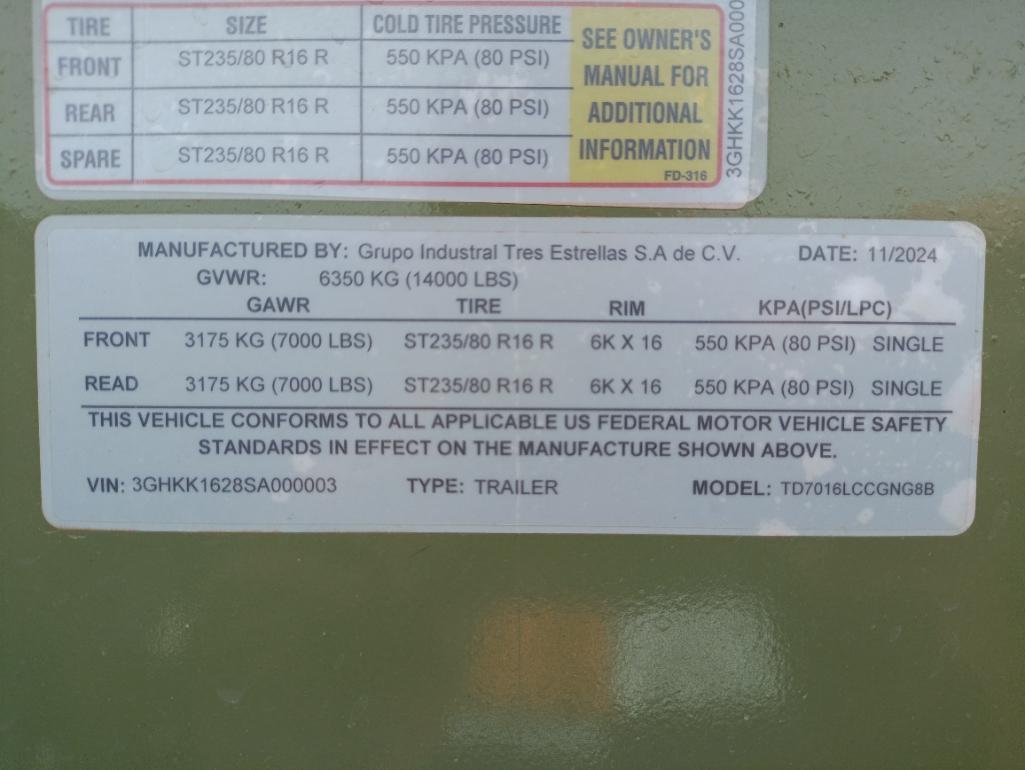 TIRE SIZE COLD TIRE PRESSURE
FRONT ST235/80 R16 R 550 KPA (80 PSI)
REAR ST235/80 R16 R 550 KPA (80 PSI)
SPARE ST235/80 R16 R 550 KPA (80 PSI)
SEE OWNER'S
MANUAL FOR
ADDITIONAL
INFORMATION
FD-316
3GHKK1628SA000
MANUFACTURED BY: Grupo Industral Tres Estrellas S.A de C.V. DATE: 11/2024
GVWR: 6350 KG (14000 LBS)
GAWR TIRE RIM KPA(PSI/LPC)
FRONT 3175 KG (7000 LBS) ST235/80 R16 R 6K X 16 550 KPA (80 PSI) SINGLE
READ 3175 KG (7000 LBS) ST235/80 R16 R 6K X 16 550 KPA (80 PSI) SINGLE
THIS VEHICLE CONFORMS TO ALL APPLICABLE US FEDERAL MOTOR VEHICLE SAFETY
STANDARDS IN EFFECT ON THE MANUFACTURE SHOWN ABOVE.
VIN: 3GHKK1628SA000003 TYPE: TRAILER MODEL: TD7016LCCGNG8B